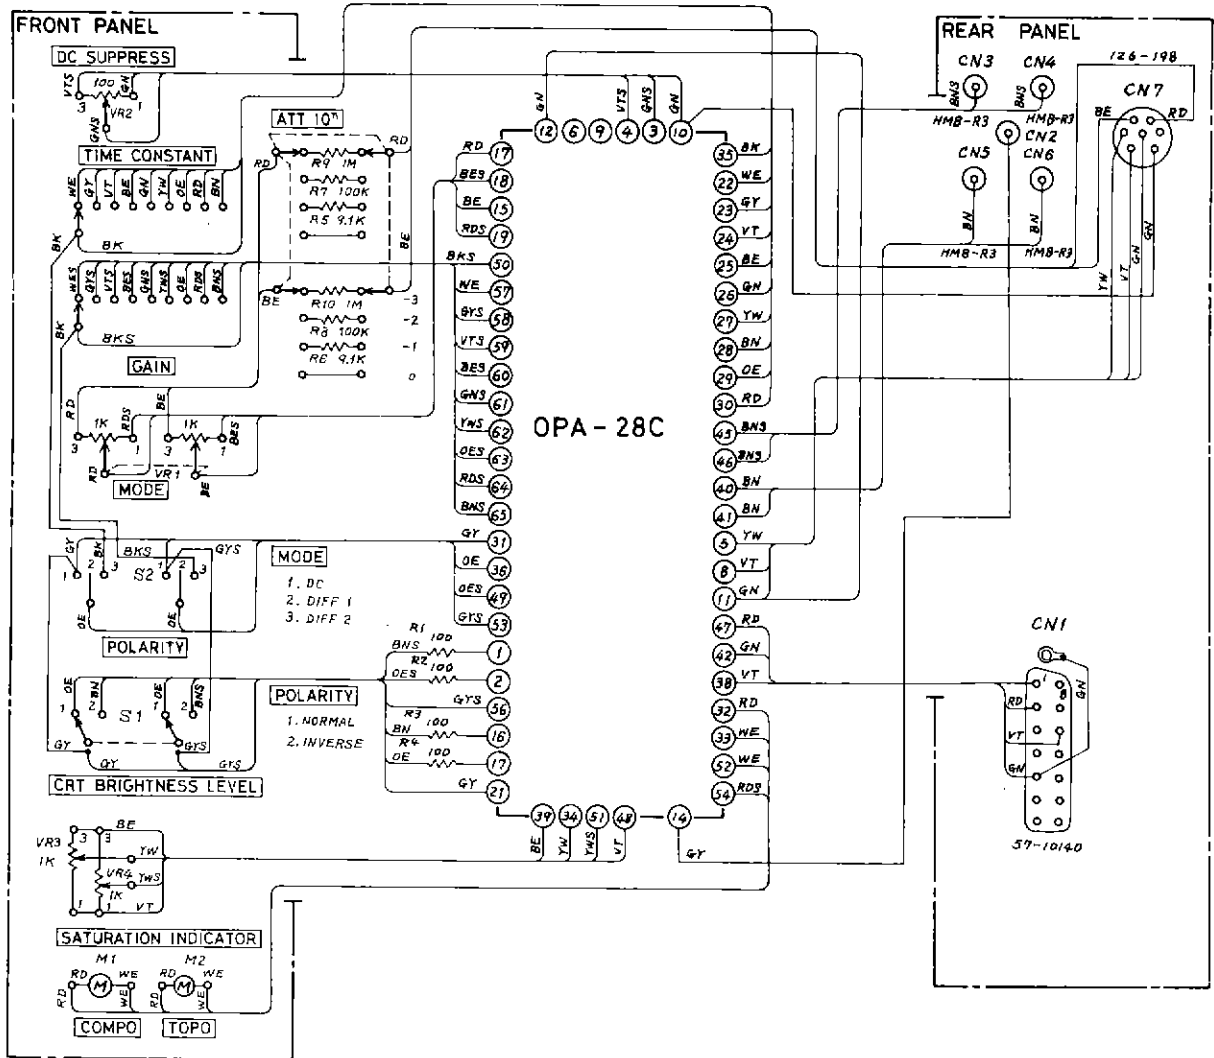 FRONT PANEL
DC SUPPRESS
VTS
100
GN
3
1
VR2
GNS
TIME CONSTANT
WE
GY
VT
BE
GN
YW
OE
RD
BN
BK
BK
WES
GYS
VTS
BES
GNS
YWS
OE
RDS
BNS
BK
BKS
GAIN
RD
1K
RDS
BE
1K
BES
3
1
3
1
RD
VR1
BE
MODE
GY
BK
BKS
GYS
1
2
3
S2
1
2
3
OE
OE
POLARITY
OE
BN
OE
BNS
1
2
S1
1
2
GY
GYS
GY
GYS
CRT BRIGHTNESS LEVEL
3
3
BE
VR3
1K
YW
VR4
YWS
1K
1
1
VT
SATURATION INDICATOR
M1
M2
RD
M
WE
RD
M
WE
RD
WE
RD
WE
COMPO
TOPO
ATT 10ⁿ
RD
R9 1M
RD
R7 100K
R5 9.1K
BE
BE
R10 1M
-3
-2
R8 100K
-1
R6 9.1K
0
MODE
1. DC
2. DIFF 1
3. DIFF 2
POLARITY
1. NORMAL
2. INVERSE
OPA-28C
GN
VTS
GNS
GN
12
6
9
4
3
10
RD 17
BES 18
BE 15
RDS 19
BKS 50
WE 57
GYS 58
VTS 59
BES 60
GNS 61
YWS 62
OES 63
RDS 64
BNS 65
GY 31
OE 36
OES 49
GYS 53
R1
BNS 100 1
R2
OES 100 2
GYS 56
R3
BN 100 16
R4
OE 100 17
GY 21
39
34
51
48
14
BE
YW
YWS
VT
GY
35 BK
22 WE
23 GY
24 VT
25 BE
26 GN
27 YW
28 BN
29 OE
30 RD
45 BNS
46 BNS
40 BN
41 BN
5 YW
8 VT
11 GN
47 RD
42 GN
38 VT
32 RD
33 WE
52 WE
54 RDS
REAR PANEL
126-198
CN3
CN4
CN7
BNS
BNS
BE
RD
HMB-R3
HMB-R3
CN2
CN5
CN6
BN
BN
HMB-R3
HMB-R3
YW
VT
GN
GN
CN1
1
8
GN
RD
VT
GN
57-10140